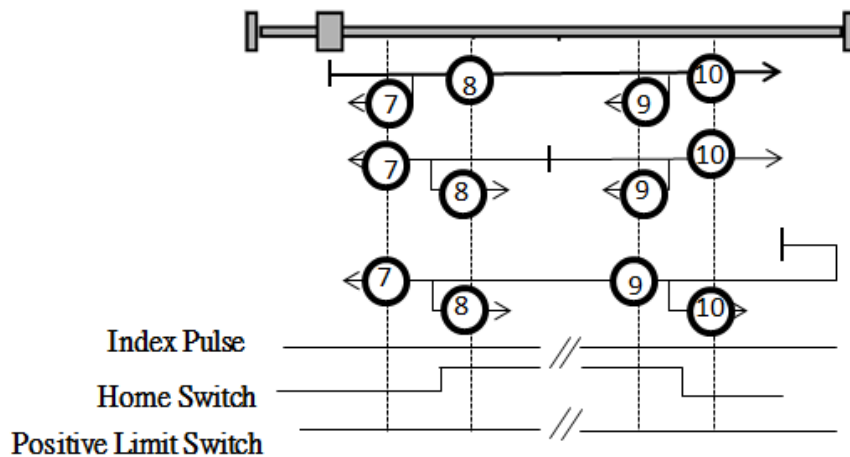 8 10
7 9
7 10
8 9
7 9
8 10
Index Pulse
Home Switch
Positive Limit Switch